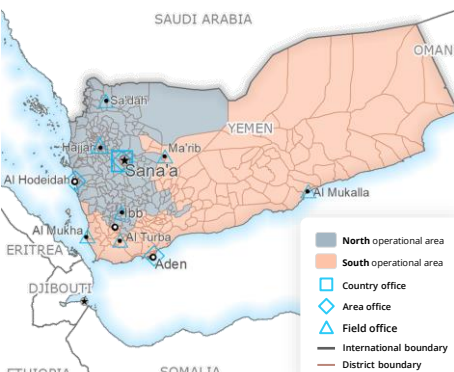 SAUDI ARABIA
OMAN
Sa'dah
YEMEN
Hajjah
Ma'rib
Sana'a
Al Hodeidah
Al Mukalla
Ibb
Al Mukha
Al Turba
ERITREA
Aden
DJIBOUTI
ETHIOPIA
SOMALIA
North operational area
South operational area
Country office
Area office
Field office
International boundary
District boundary